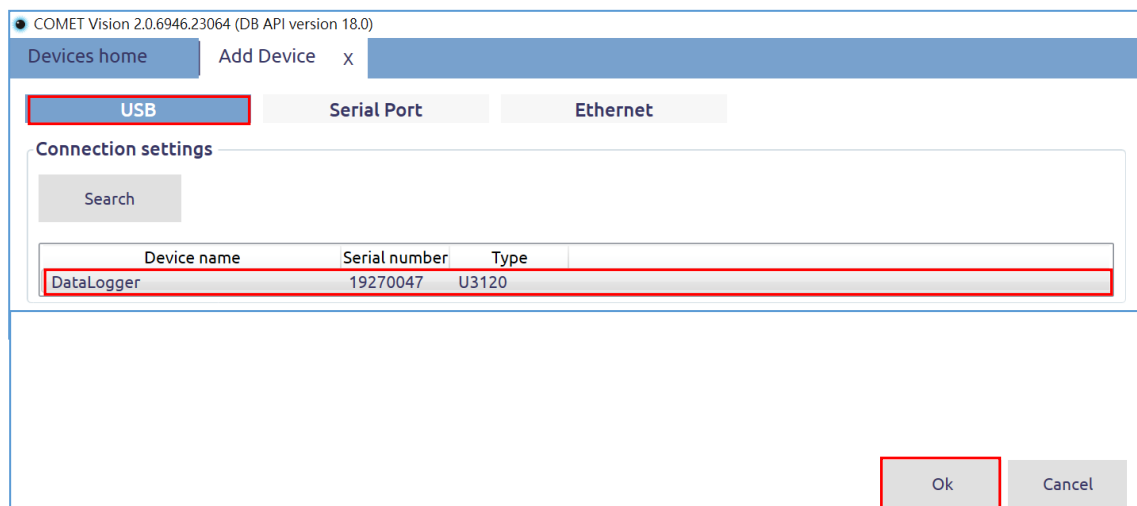 COMET Vision 2.0.6946.23064 (DB API version 18.0)
Devices home Add Device x
USB Serial Port Ethernet
Connection settings
Search
Device name Serial number Type
DataLogger 19270047 U3120
Ok Cancel